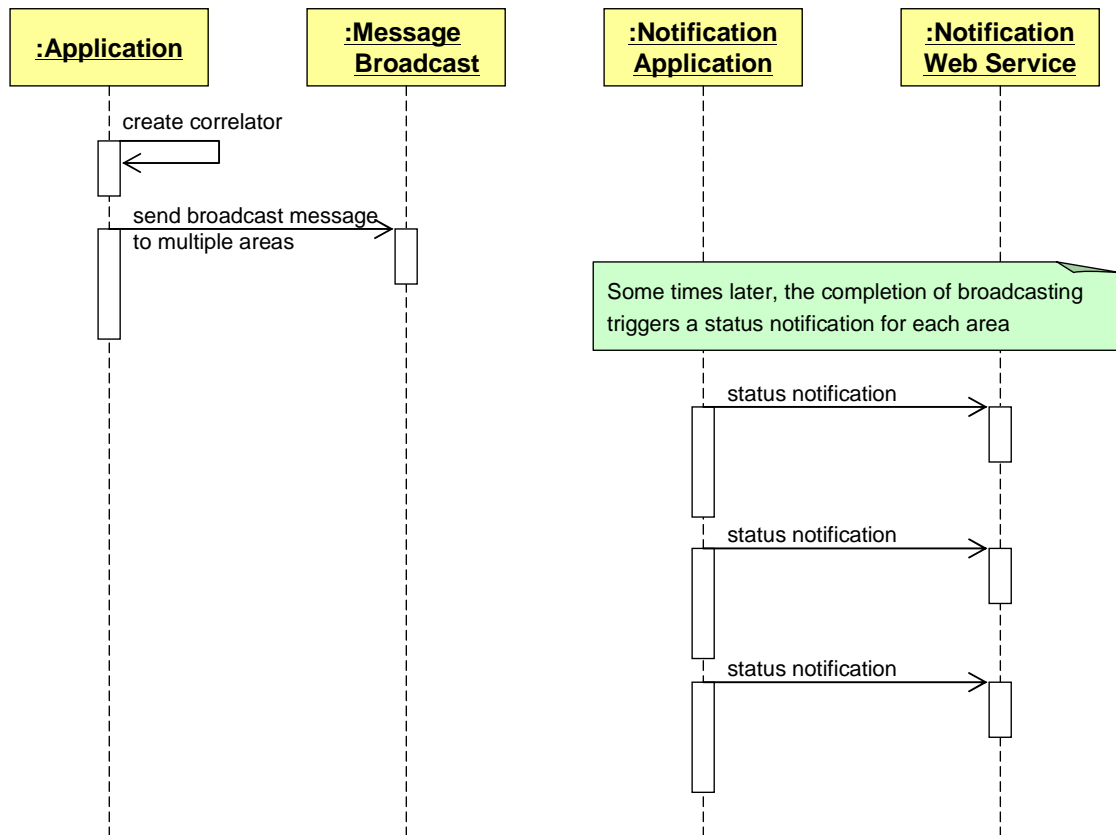 :Application
:Message
Broadcast
:Notification
Application
:Notification
Web Service
create correlator
send broadcast message
to multiple areas
Some times later, the completion of broadcasting
triggers a status notification for each area
status notification
status notification
status notification